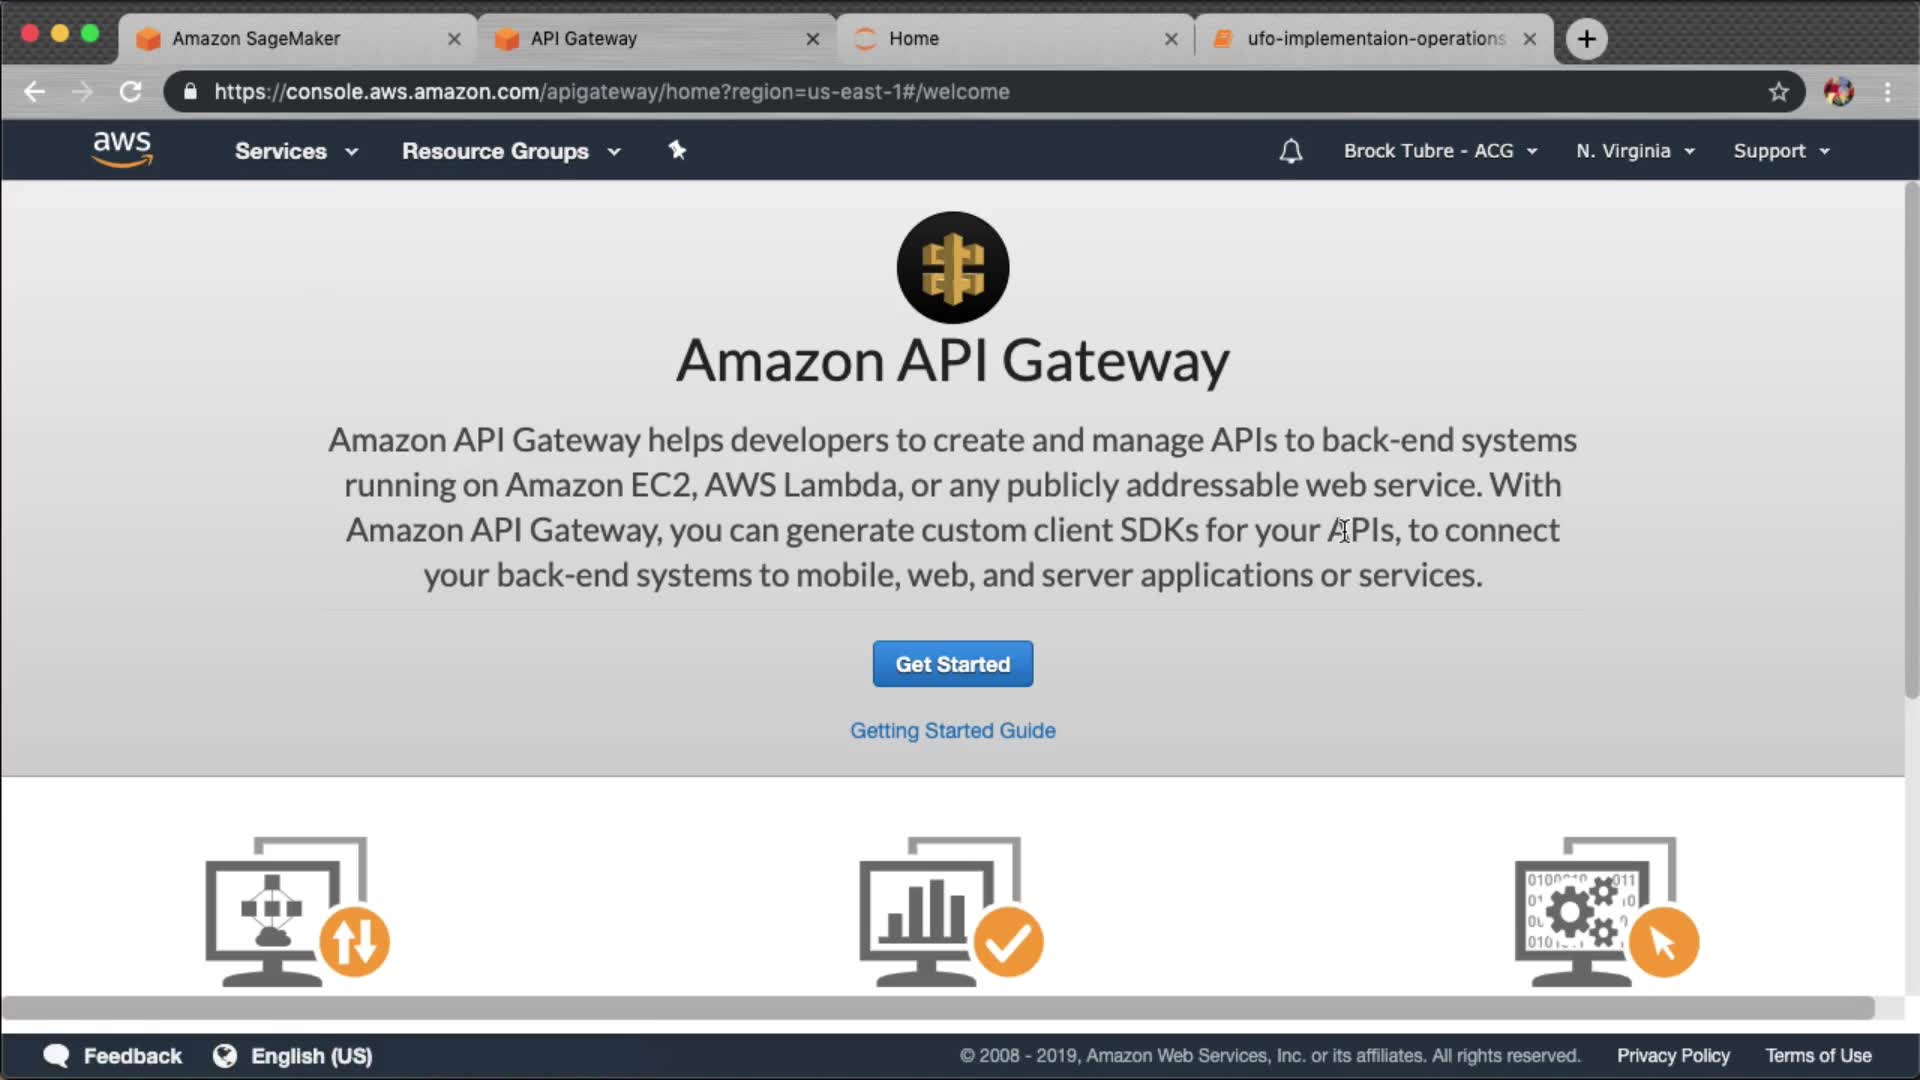 Amazon SageMaker
API Gateway
Home
ufo-implementaion-operations
https://console.aws.amazon.com/apigateway/home?region=us-east-1#/welcome
aws
Services
Resource Groups
Brock Tubre - ACG
N. Virginia
Support
Amazon API Gateway
Amazon API Gateway helps developers to create and manage APIs to back-end systems
running on Amazon EC2, AWS Lambda, or any publicly addressable web service. With
Amazon API Gateway, you can generate custom client SDKs for your APIs, to connect
your back-end systems to mobile, web, and server applications or services.
Get Started
Getting Started Guide
Feedback
English (US)
© 2008 - 2019, Amazon Web Services, Inc. or its affiliates. All rights reserved.
Privacy Policy
Terms of Use